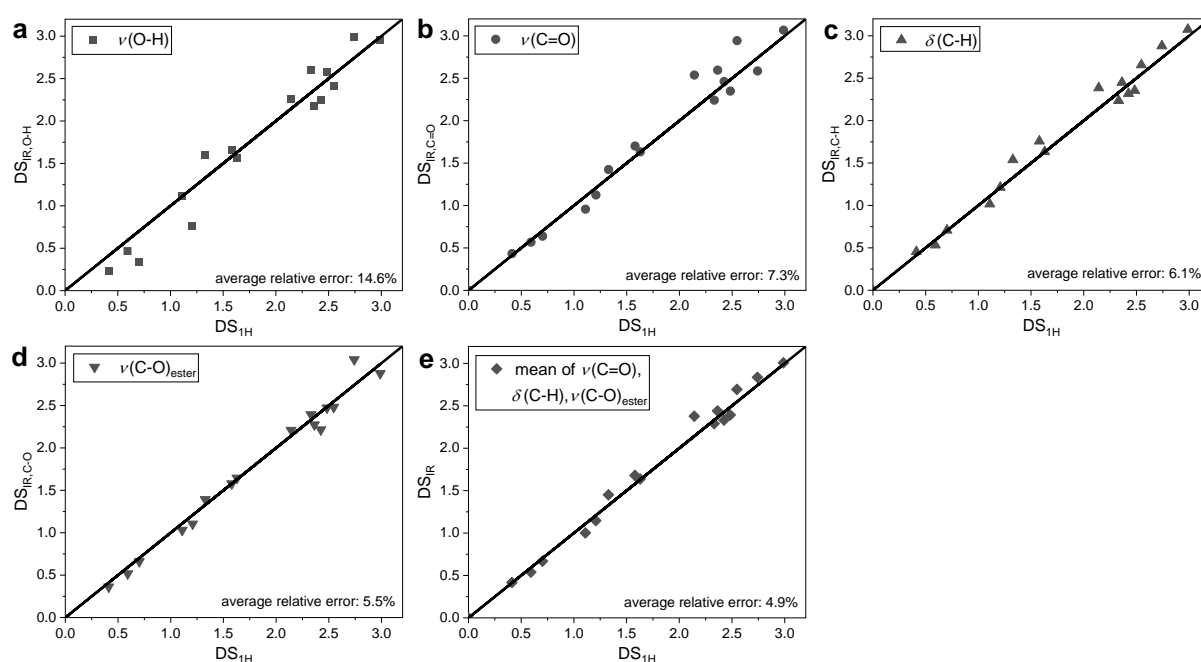 a
ν(O-H)
3.0
2.5
2.0
1.5
1.0
0.5
0.0
DS_IR,O-H
average relative error: 14.6%
0.0 0.5 1.0 1.5 2.0 2.5 3.0
DS_1H
b
ν(C=O)
3.0
2.5
2.0
1.5
1.0
0.5
0.0
DS_IR,C=O
average relative error: 7.3%
0.0 0.5 1.0 1.5 2.0 2.5 3.0
DS_1H
c
δ(C-H)
3.0
2.5
2.0
1.5
1.0
0.5
0.0
DS_IR,C-H
average relative error: 6.1%
0.0 0.5 1.0 1.5 2.0 2.5 3.0
DS_1H
d
ν(C-O)_ester
3.0
2.5
2.0
1.5
1.0
0.5
0.0
DS_IR,C-O
average relative error: 5.5%
0.0 0.5 1.0 1.5 2.0 2.5 3.0
DS_1H
e
mean of ν(C=O),
δ(C-H), ν(C-O)_ester
3.0
2.5
2.0
1.5
1.0
0.5
0.0
DS_IR
average relative error: 4.9%
0.0 0.5 1.0 1.5 2.0 2.5 3.0
DS_1H